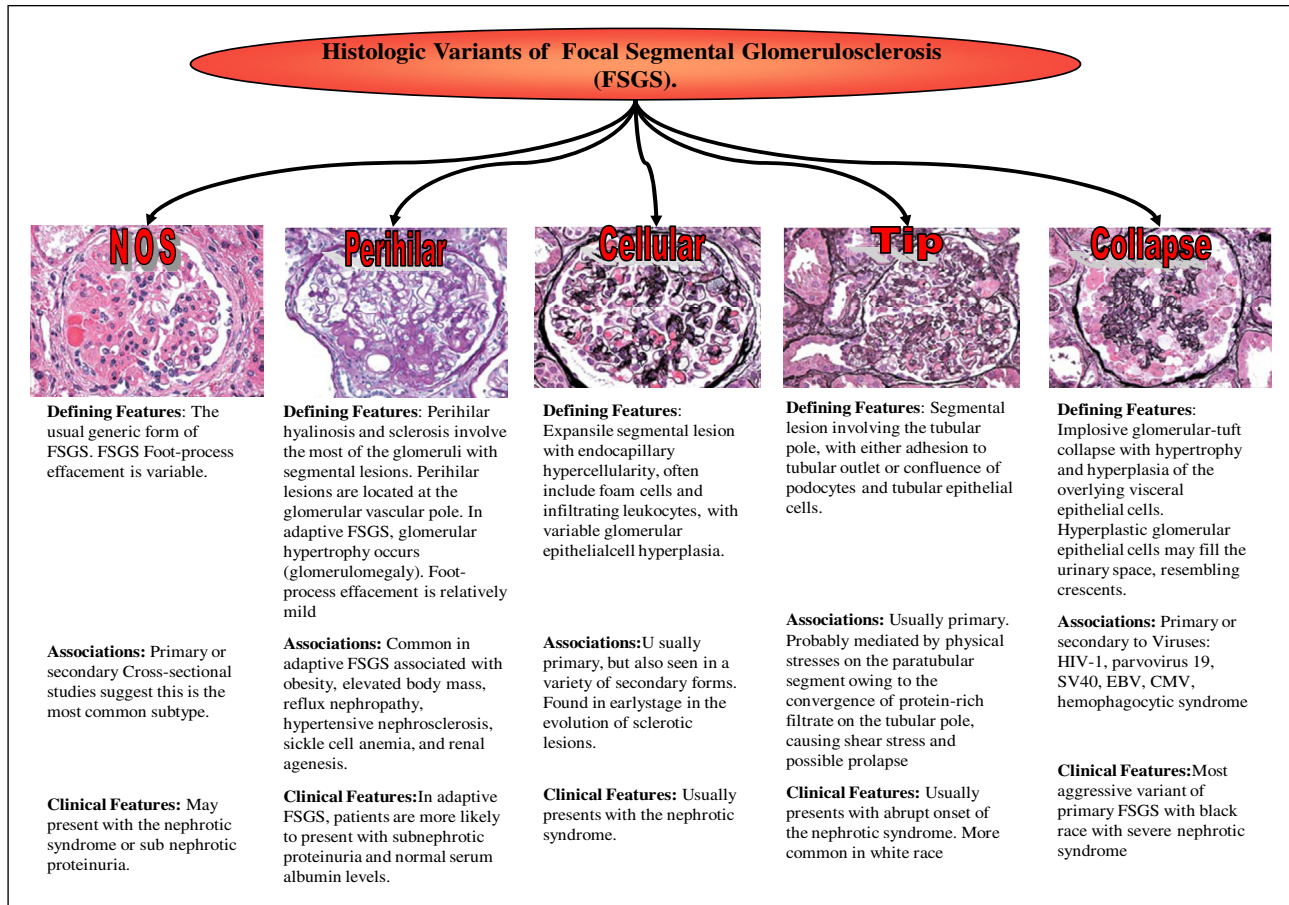 Histologic Variants of Focal Segmental Glomerulosclerosis
(FSGS).
NOS
Defining Features: The
usual generic form of
FSGS. FSGS Foot-process
effacement is variable.
Associations: Primary or
secondary Cross-sectional
studies suggest this is the
most common subtype.
Clinical Features: May
present with the nephrotic
syndrome or sub nephrotic
proteinuria.
Perihilar
Defining Features: Perihilar
hyalinosis and sclerosis involve
the most of the glomeruli with
segmental lesions. Perihilar
lesions are located at the
glomerular vascular pole. In
adaptive FSGS, glomerular
hypertrophy occurs
(glomerulomegaly). Foot-
process effacement is relatively
mild
Associations: Common in
adaptive FSGS associated with
obesity, elevated body mass,
reflux nephropathy,
hypertensive nephrosclerosis,
sickle cell anemia, and renal
agenesis.
Clinical Features:In adaptive
FSGS, patients are more likely
to present with subnephrotic
proteinuria and normal serum
albumin levels.
Cellular
Defining Features:
Expansile segmental lesion
with endocapillary
hypercellularity, often
include foam cells and
infiltrating leukocytes, with
variable glomerular
epithelialcell hyperplasia.
Associations:U sually
primary, but also seen in a
variety of secondary forms.
Found in earlystage in the
evolution of sclerotic
lesions.
Clinical Features: Usually
presents with the nephrotic
syndrome.
Tip
Defining Features: Segmental
lesion involving the tubular
pole, with either adhesion to
tubular outlet or confluence of
podocytes and tubular epithelial
cells.
Associations: Usually primary.
Probably mediated by physical
stresses on the paratubular
segment owing to the
convergence of protein-rich
filtrate on the tubular pole,
causing shear stress and
possible prolapse
Clinical Features: Usually
presents with abrupt onset of
the nephrotic syndrome. More
common in white race
Collapse
Defining Features:
Implosive glomerular-tuft
collapse with hypertrophy
and hyperplasia of the
overlying visceral
epithelial cells.
Hyperplastic glomerular
epithelial cells may fill the
urinary space, resembling
crescents.
Associations: Primary or
secondary to Viruses:
HIV-1, parvovirus 19,
SV40, EBV, CMV,
hemophagocytic syndrome
Clinical Features:Most
aggressive variant of
primary FSGS with black
race with severe nephrotic
syndrome